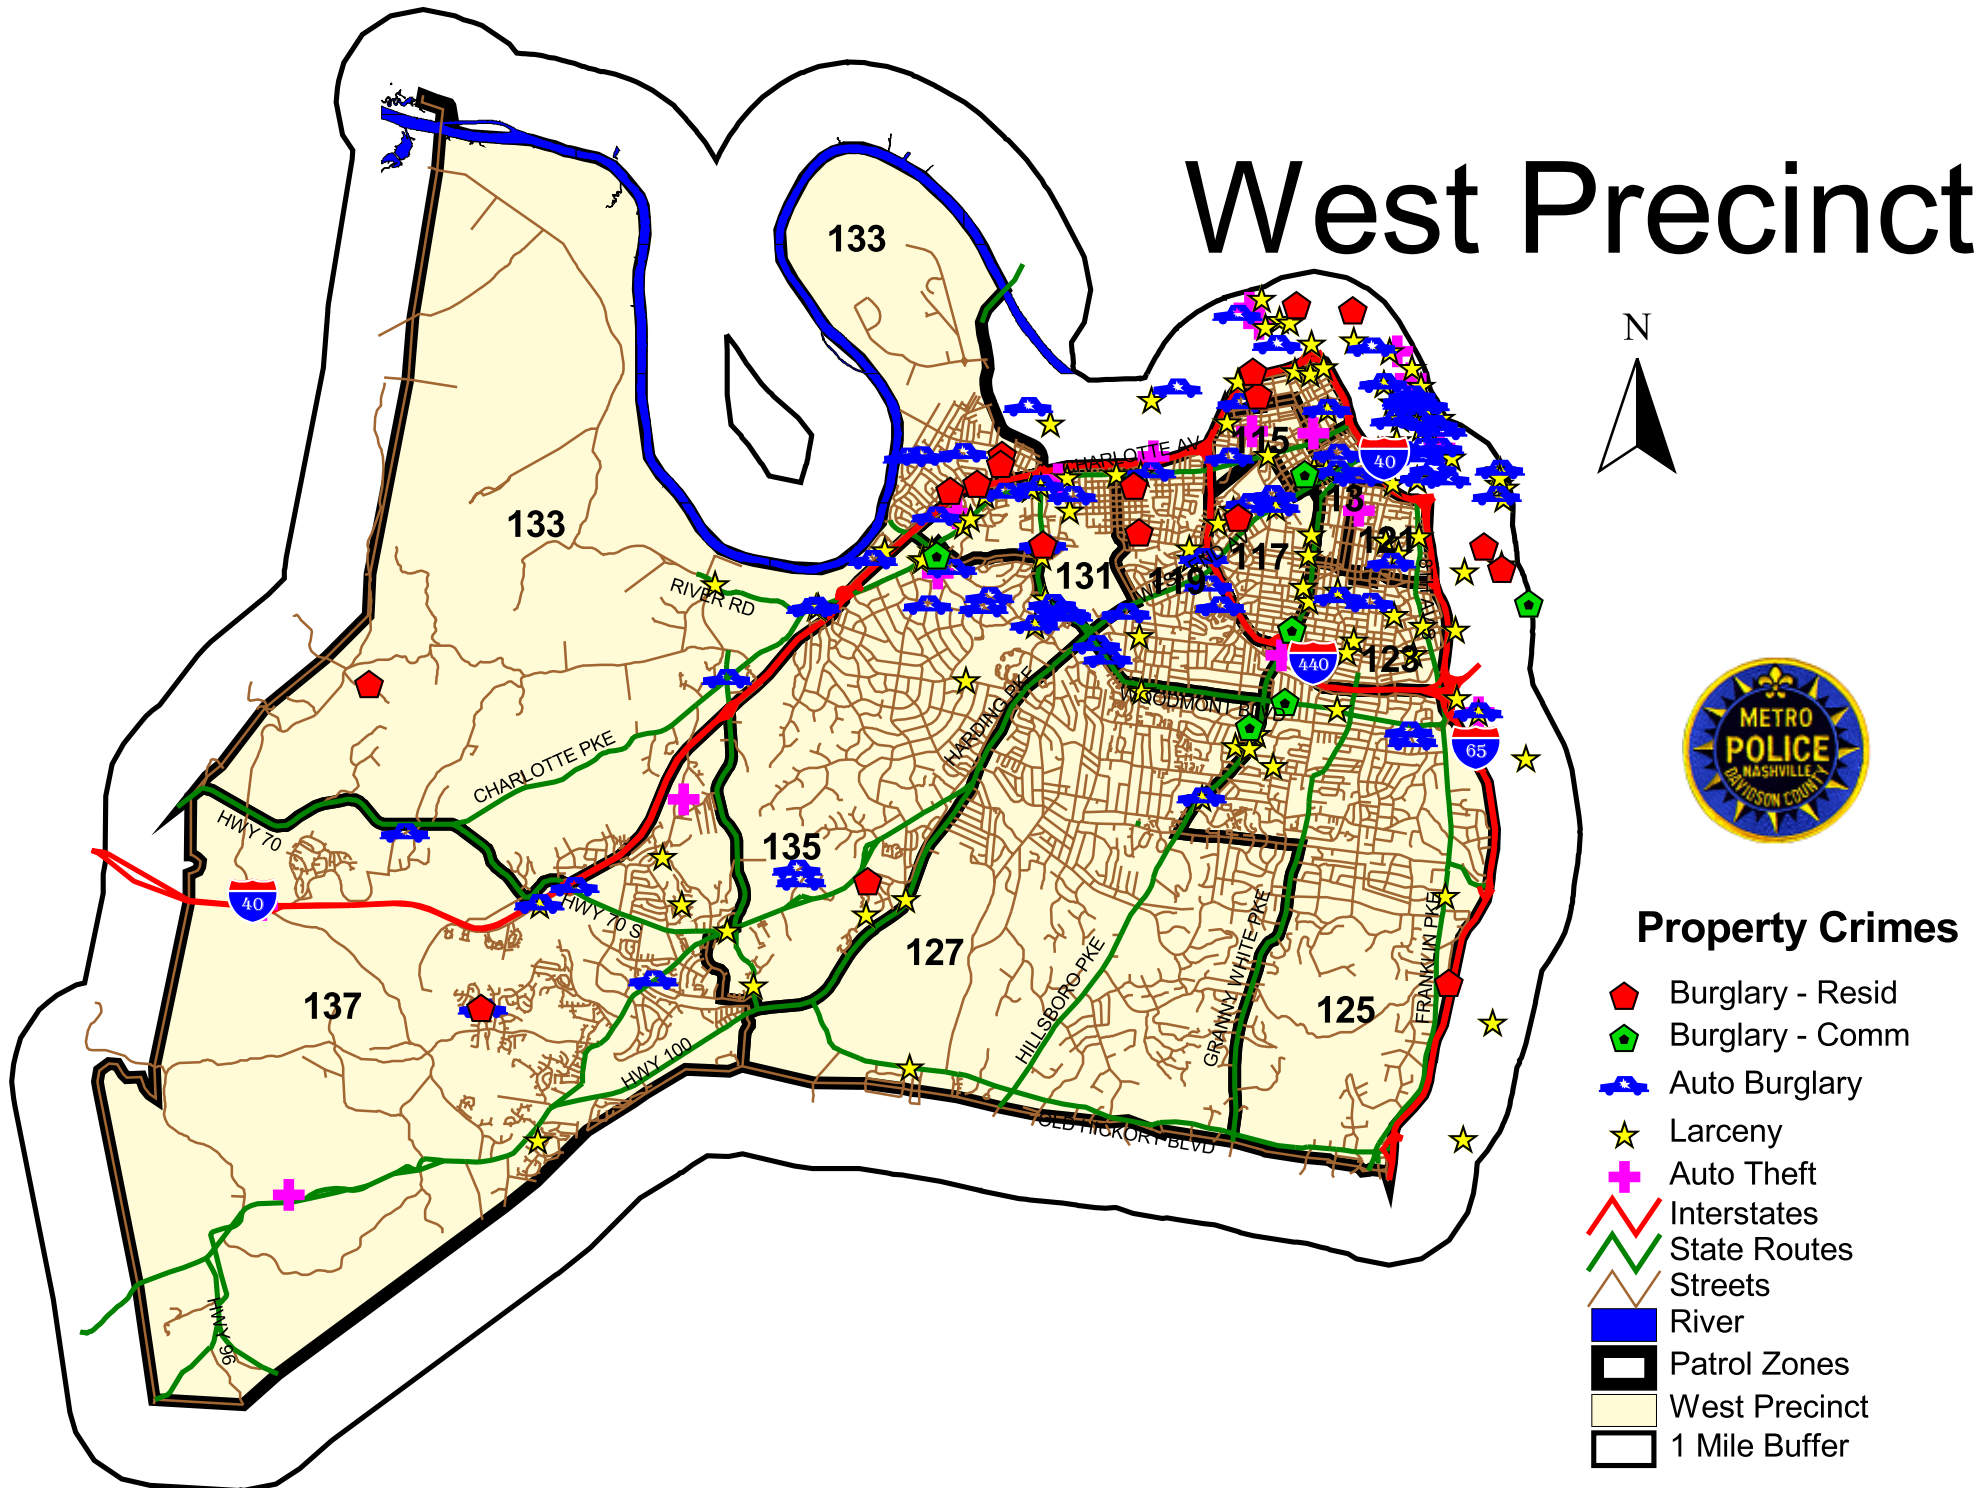 West Precinct
N
133
133
115
CHARLOTTE AV
40
113
121
117
131
119
8TH AV S
RIVER RD
440
123
WOODMONT BLVD
HARDING PKE
65
METRO
POLICE
NASHVILLE
DAVIDSON COUNTY
CHARLOTTE PKE
HWY 70
135
40
HWY 70 S
127
137
HILLSBORO PKE
GRANNY WHITE PKE
FRANKLIN PKE
125
HWY 100
OLD HICKORY BLVD
HWY 96
Property Crimes
Burglary - Resid
Burglary - Comm
Auto Burglary
Larceny
Auto Theft
Interstates
State Routes
Streets
River
Patrol Zones
West Precinct
1 Mile Buffer